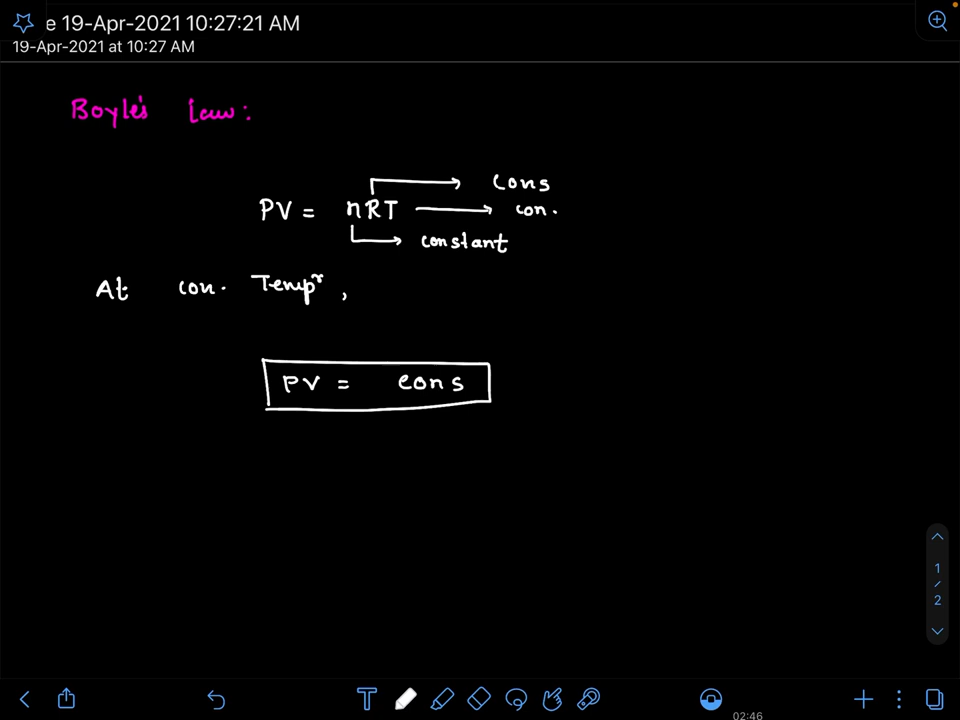 e 19-Apr-2021 10:27:21 AM
19-Apr-2021 at 10:27 AM
Boyle's law:
cons
PV = nRT con.
constant
At con. Tempr,
PV = cons
1
/
2
T
02:46